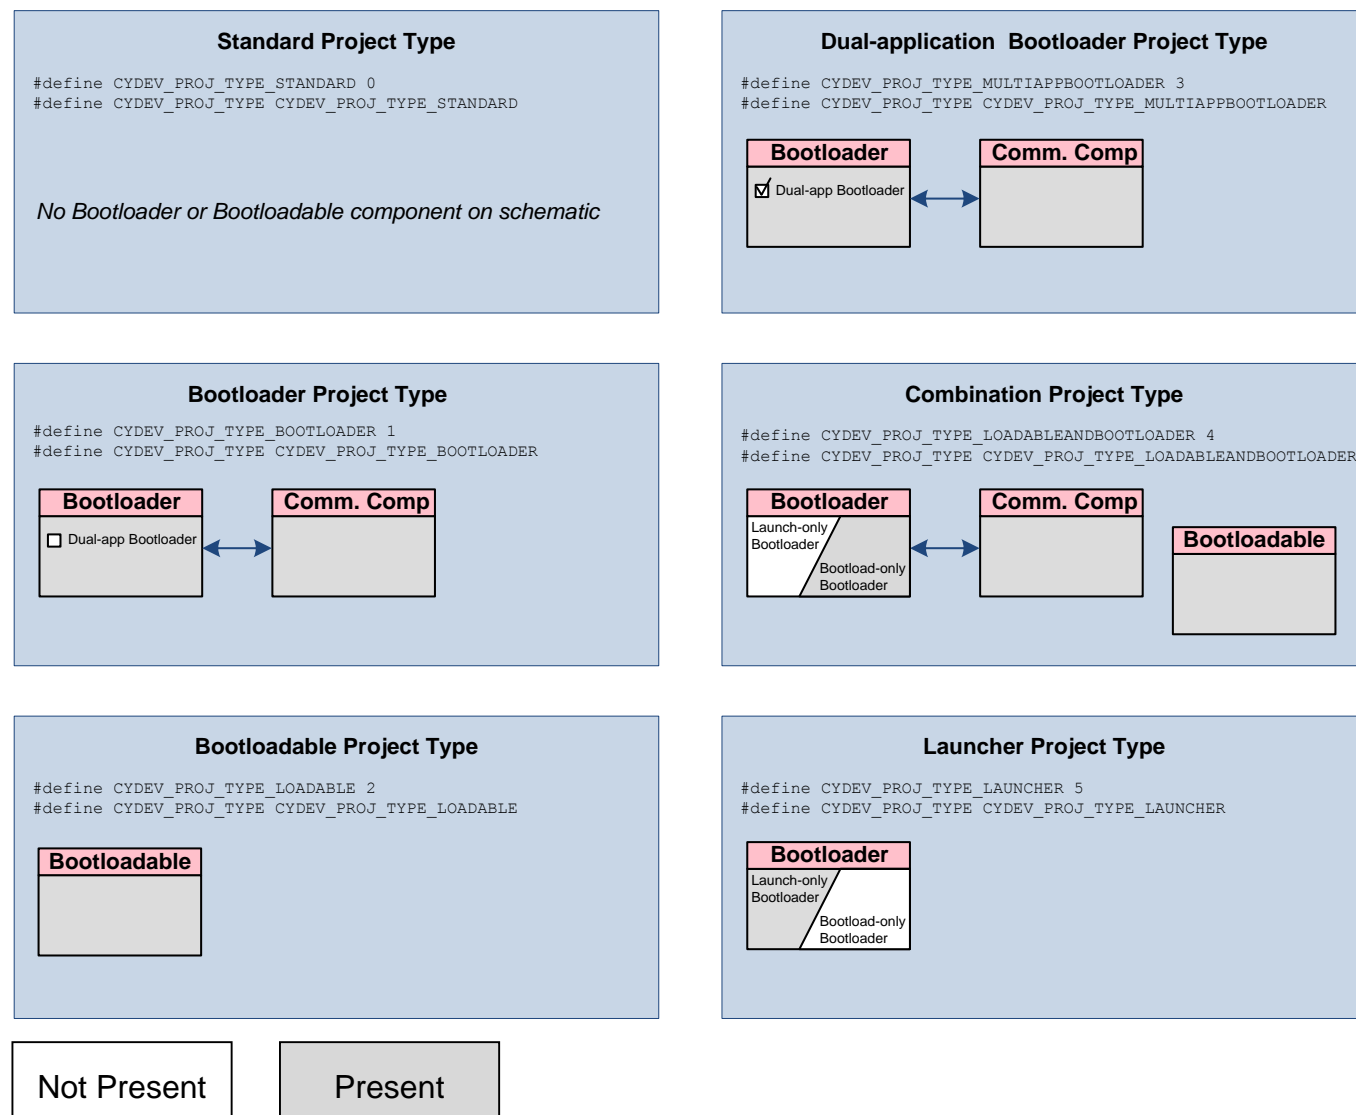 Standard Project Type
#define CYDEV_PROJ_TYPE_STANDARD 0
#define CYDEV_PROJ_TYPE CYDEV_PROJ_TYPE_STANDARD
No Bootloader or Bootloadable component on schematic
Dual-application Bootloader Project Type
#define CYDEV_PROJ_TYPE_MULTIAPPBOOTLOADER 3
#define CYDEV_PROJ_TYPE CYDEV_PROJ_TYPE_MULTIAPPBOOTLOADER
Bootloader
Dual-app Bootloader
Comm. Comp
Bootloader Project Type
#define CYDEV_PROJ_TYPE_BOOTLOADER 1
#define CYDEV_PROJ_TYPE CYDEV_PROJ_TYPE_BOOTLOADER
Bootloader
Dual-app Bootloader
Comm. Comp
Combination Project Type
#define CYDEV_PROJ_TYPE_LOADABLEANDBOOTLOADER 4
#define CYDEV_PROJ_TYPE CYDEV_PROJ_TYPE_LOADABLEANDBOOTLOADER
Bootloader
Launch-only
Bootloader
Bootload-only
Bootloader
Comm. Comp
Bootloadable
Bootloadable Project Type
#define CYDEV_PROJ_TYPE_LOADABLE 2
#define CYDEV_PROJ_TYPE CYDEV_PROJ_TYPE_LOADABLE
Bootloadable
Launcher Project Type
#define CYDEV_PROJ_TYPE_LAUNCHER 5
#define CYDEV_PROJ_TYPE CYDEV_PROJ_TYPE_LAUNCHER
Bootloader
Launch-only
Bootloader
Bootload-only
Bootloader
Not Present
Present